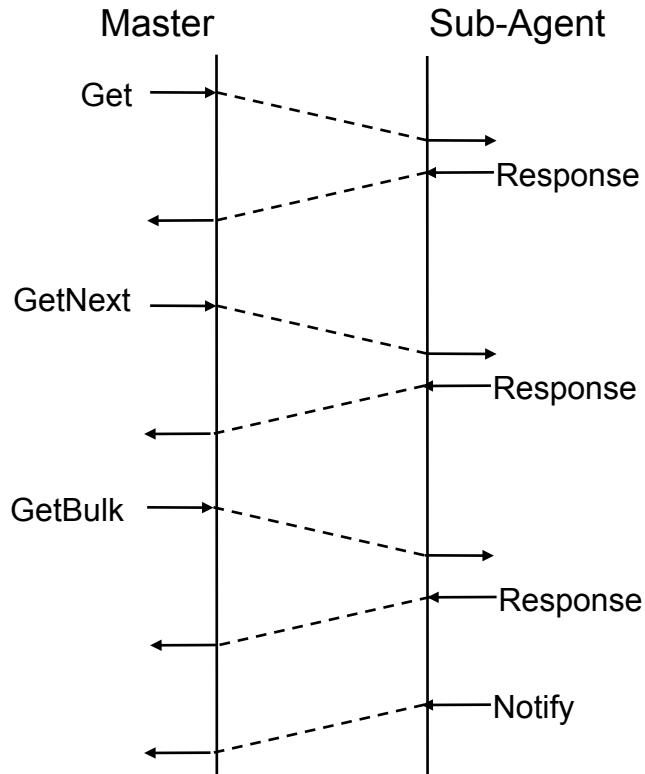 Master
Sub-Agent
Get
Response
GetNext
Response
GetBulk
Response
Notify